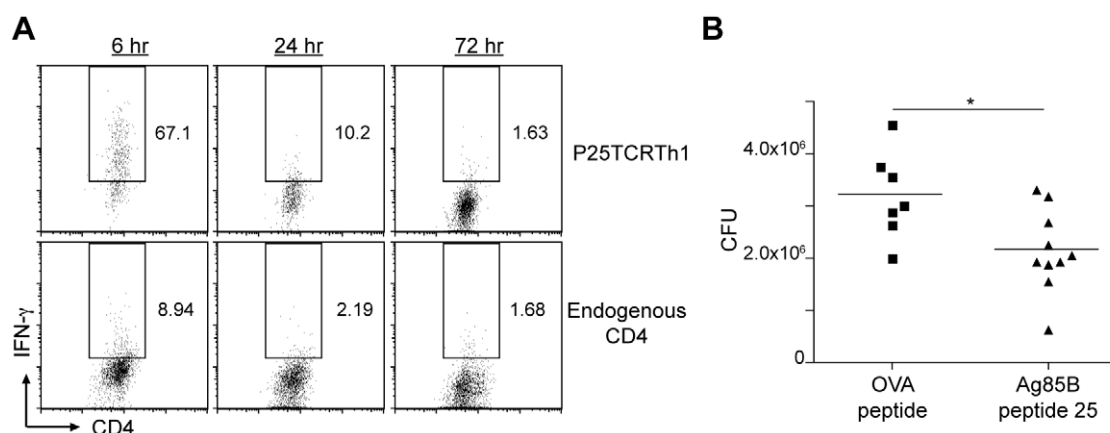 A
6 hr
24 hr
72 hr
67.1
10.2
1.63
P25TCRTh1
8.94
2.19
1.68
Endogenous
CD4
IFN-γ
CD4
B
*
4.0x10⁶
2.0x10⁶
0
CFU
OVA
peptide
Ag85B
peptide 25